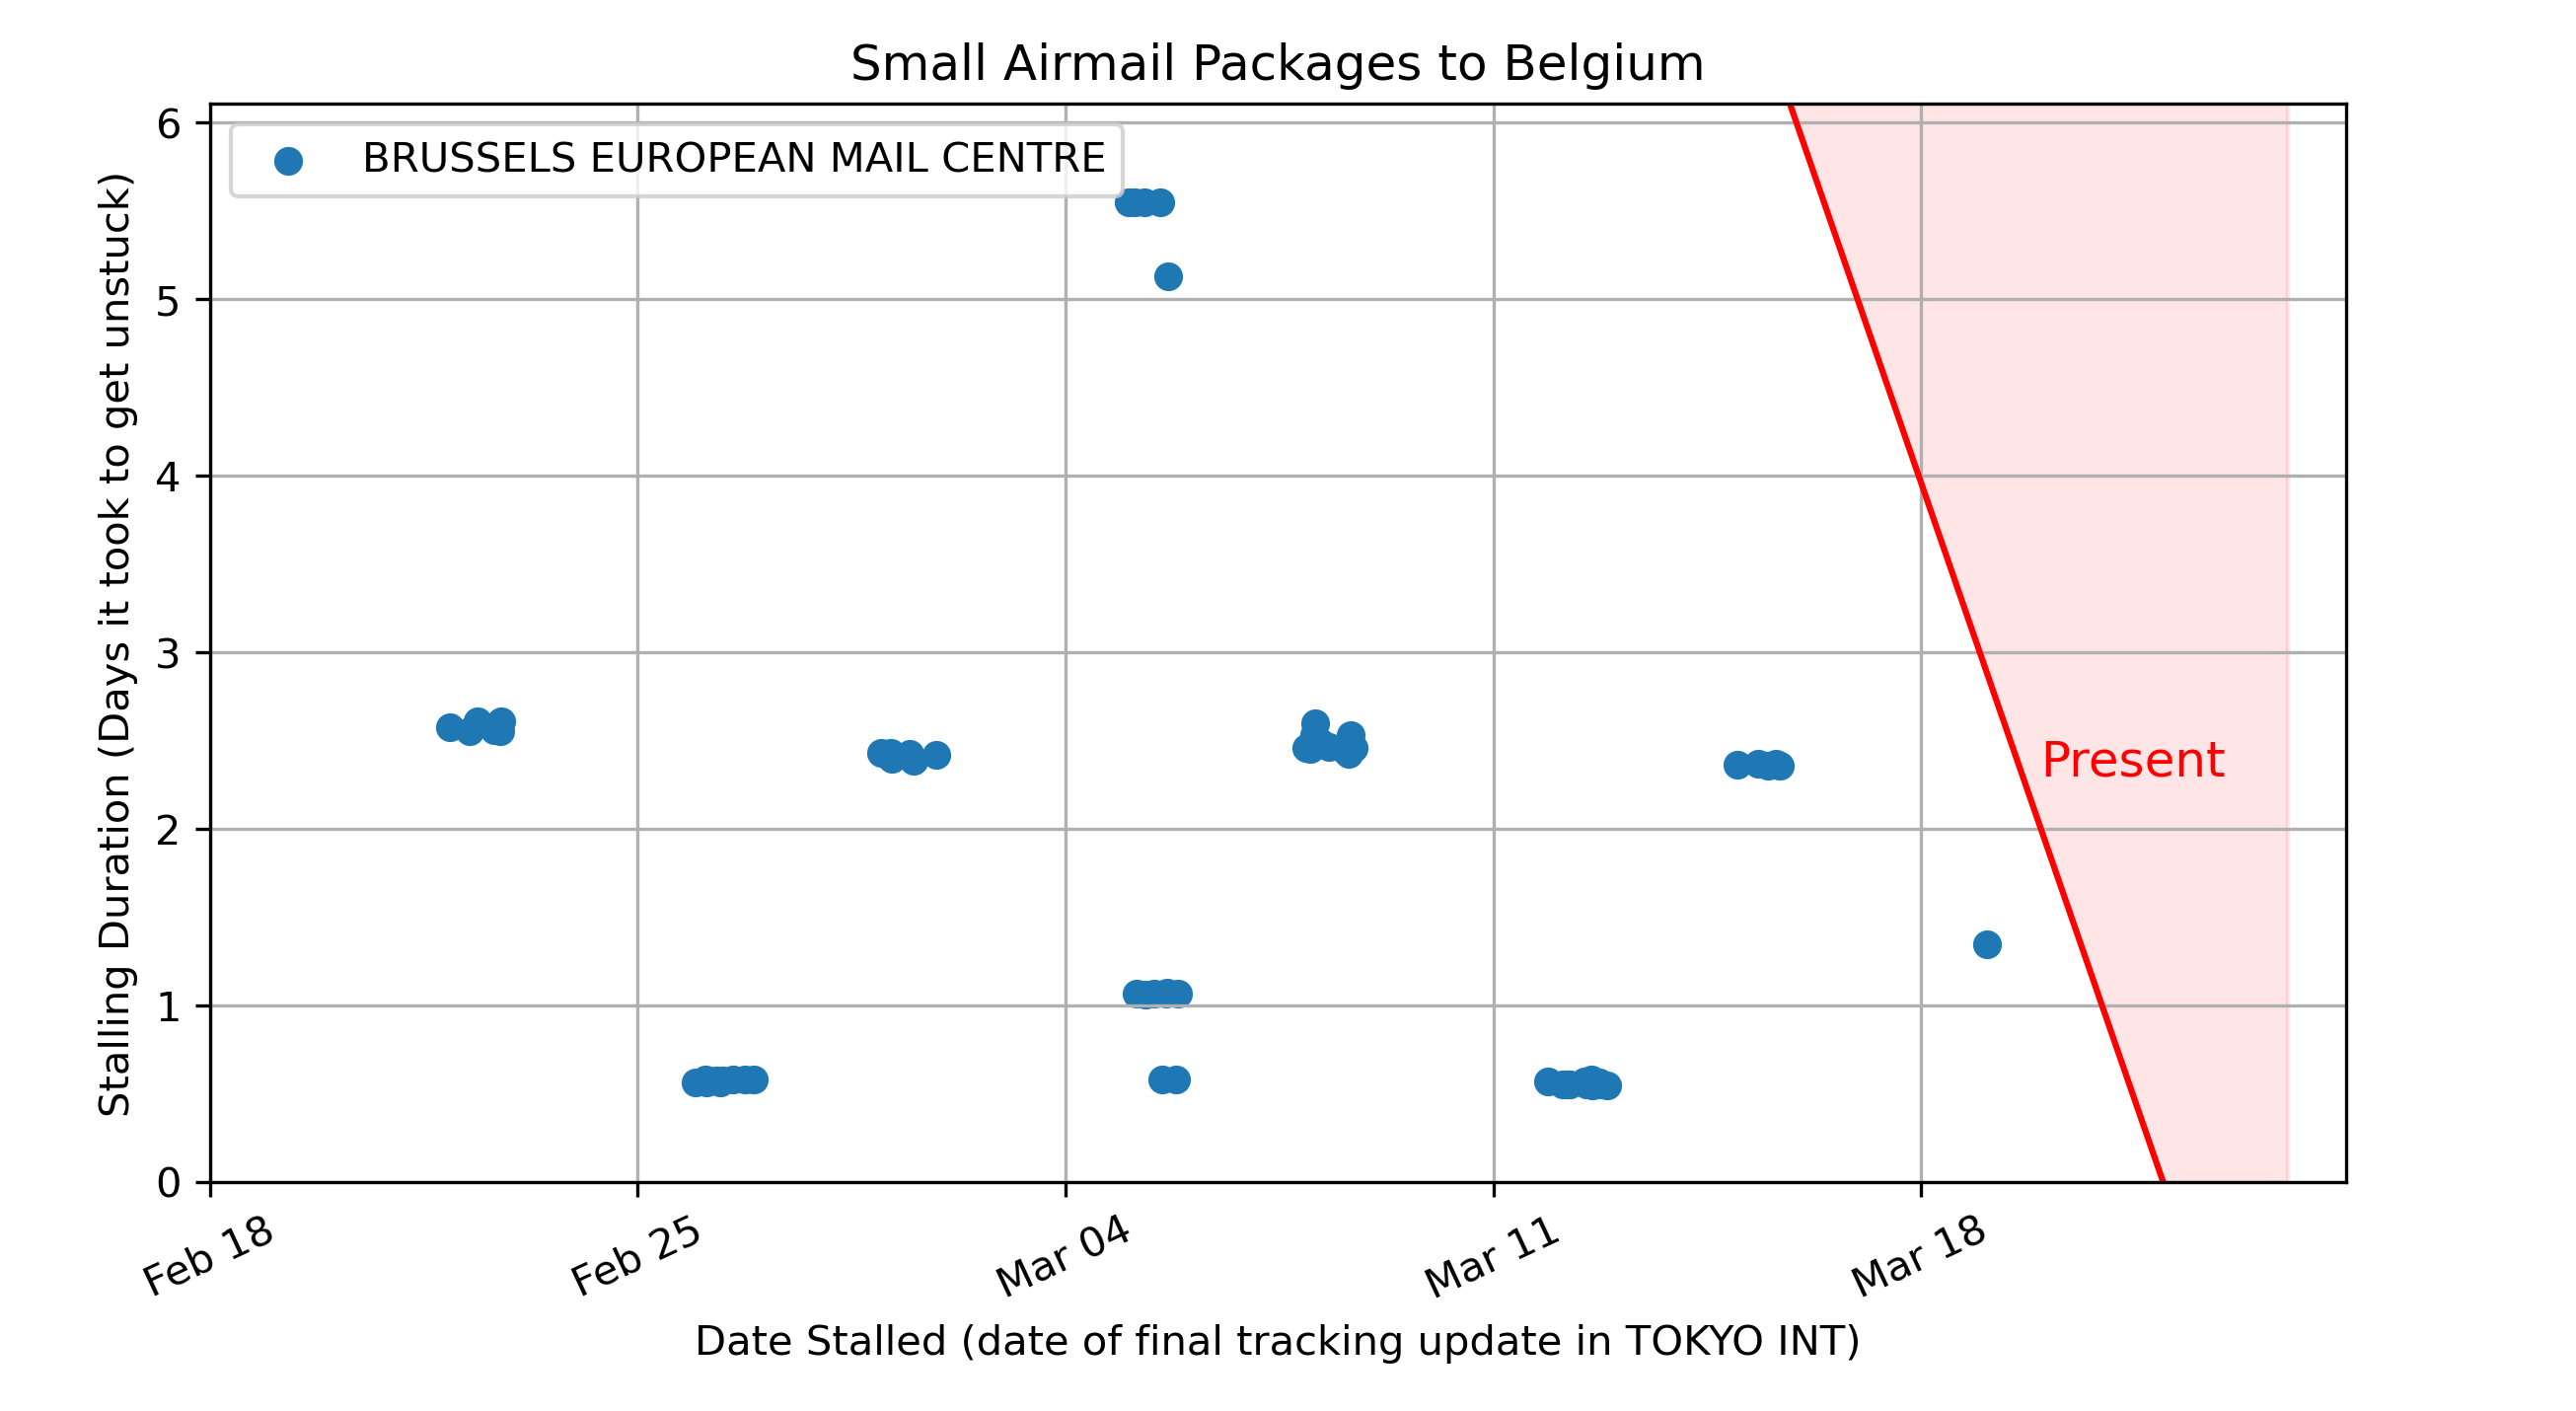 Small Airmail Packages to Belgium
BRUSSELS EUROPEAN MAIL CENTRE
Stalling Duration (Days it took to get unstuck)
6
5
4
3
2
1
0
Present
Feb 18
Feb 25
Mar 04
Mar 11
Mar 18
Date Stalled (date of final tracking update in TOKYO INT)